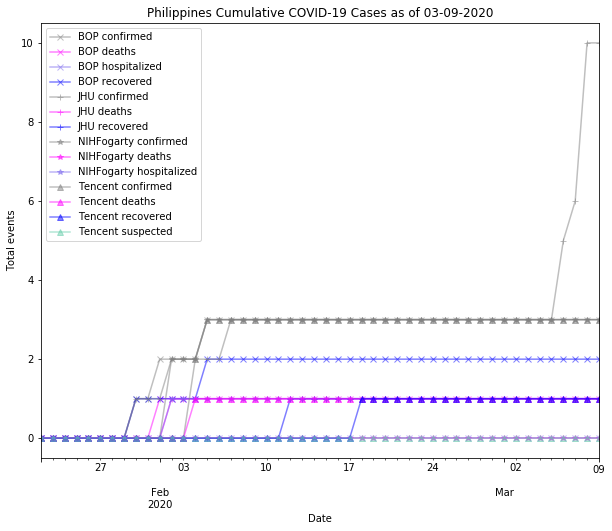 Philippines Cumulative COVID-19 Cases as of 03-09-2020
10
8
6
4
2
0
Total events
BOP confirmed
BOP deaths
BOP hospitalized
BOP recovered
JHU confirmed
JHU deaths
JHU recovered
NIHFogarty confirmed
NIHFogarty deaths
NIHFogarty hospitalized
Tencent confirmed
Tencent deaths
Tencent recovered
Tencent suspected
27 03 10 17 24 02 09
Feb Mar
2020
Date